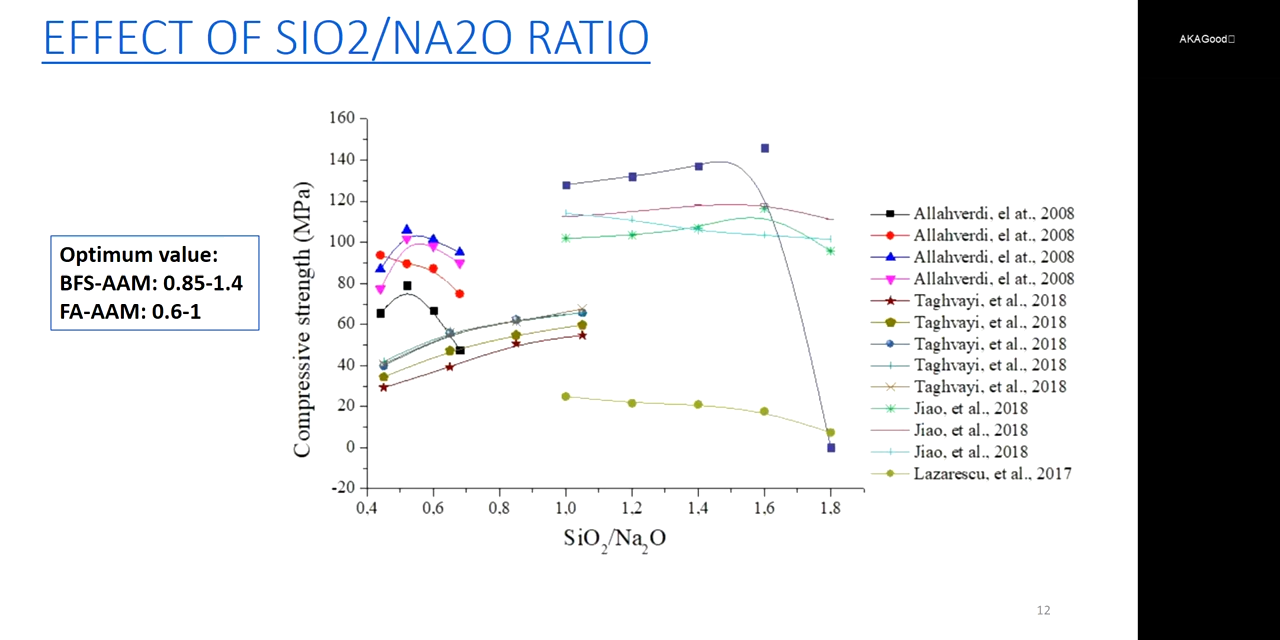 EFFECT OF SIO2/NA2O RATIO
AKAGood
Optimum value:
BFS-AAM: 0.85-1.4
FA-AAM: 0.6-1
Compressive strength (MPa)
160
140
120
100
80
60
40
20
0
-20
0.4
0.6
0.8
1.0
1.2
1.4
1.6
1.8
SiO2/Na2O
Allahverdi, el at., 2008
Allahverdi, el at., 2008
Allahverdi, el at., 2008
Allahverdi, el at., 2008
Taghvayi, et al., 2018
Taghvayi, et al., 2018
Taghvayi, et al., 2018
Taghvayi, et al., 2018
Taghvayi, et al., 2018
Jiao, et al., 2018
Jiao, et al., 2018
Jiao, et al., 2018
Lazarescu, et al., 2017
12